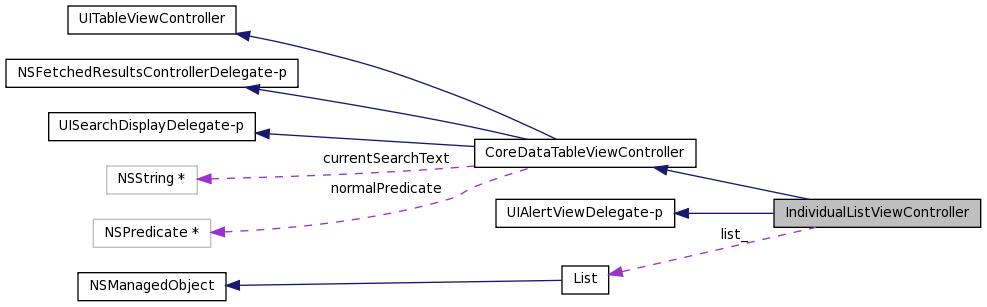 UITableViewController
NSFetchedResultsControllerDelegate-p
UISearchDisplayDelegate-p
CoreDataTableViewController
currentSearchText
NSString *
normalPredicate
IndividualListViewController
UIAlertViewDelegate-p
NSPredicate *
list_
List
NSManagedObject